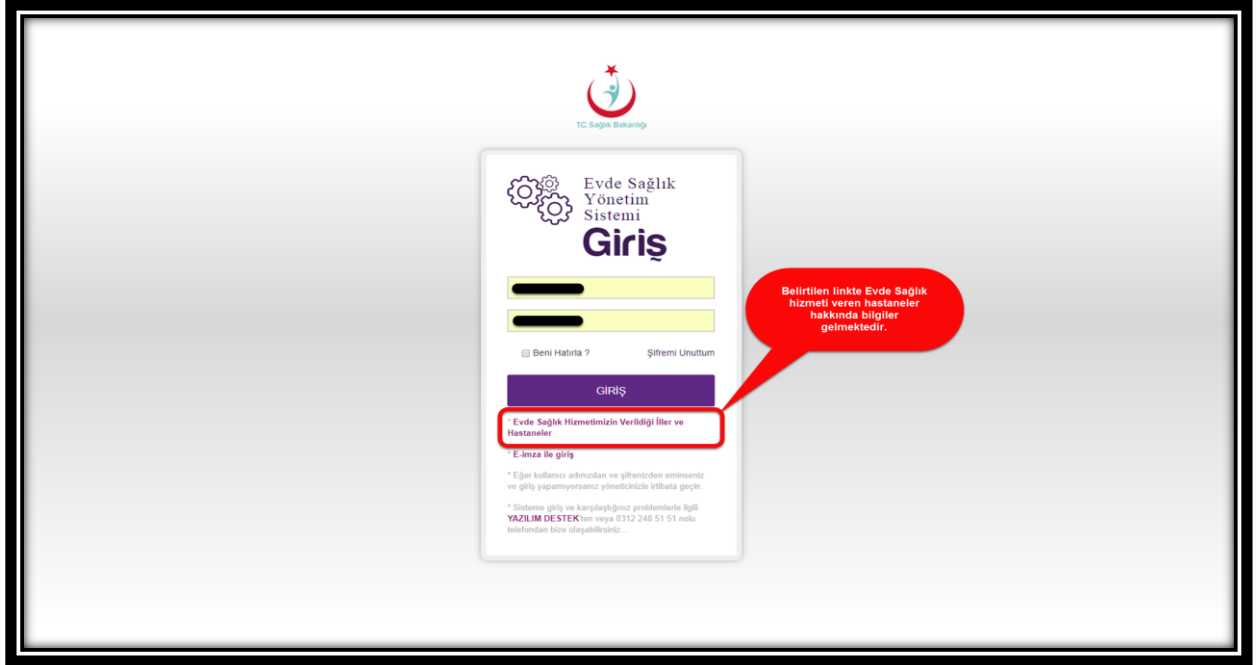 T.C. Sağlık Bakanlığı
Evde Sağlık
Yönetim
Sistemi
Giriş
Belirtilen linkte Evde Sağlık
hizmeti veren hastaneler
hakkında bilgiler
gelmektedir.
Beni Hatırla ? Şifremi Unuttum
GİRİŞ
* Evde Sağlık Hizmetimizin Verildiği İller ve
Hastaneler
* E-imza ile giriş
* Eğer kullanıcı adınızdan ve şifrenizden eminseniz
ve giriş yapamıyorsanız yöneticinizle irtibata geçin.
* Sisteme giriş ve karşılaştığınız problemlerle ilgili
YAZILIM DESTEK'ten veya 0312 248 51 51 nolu
telefondan bize ulaşabilirsiniz...